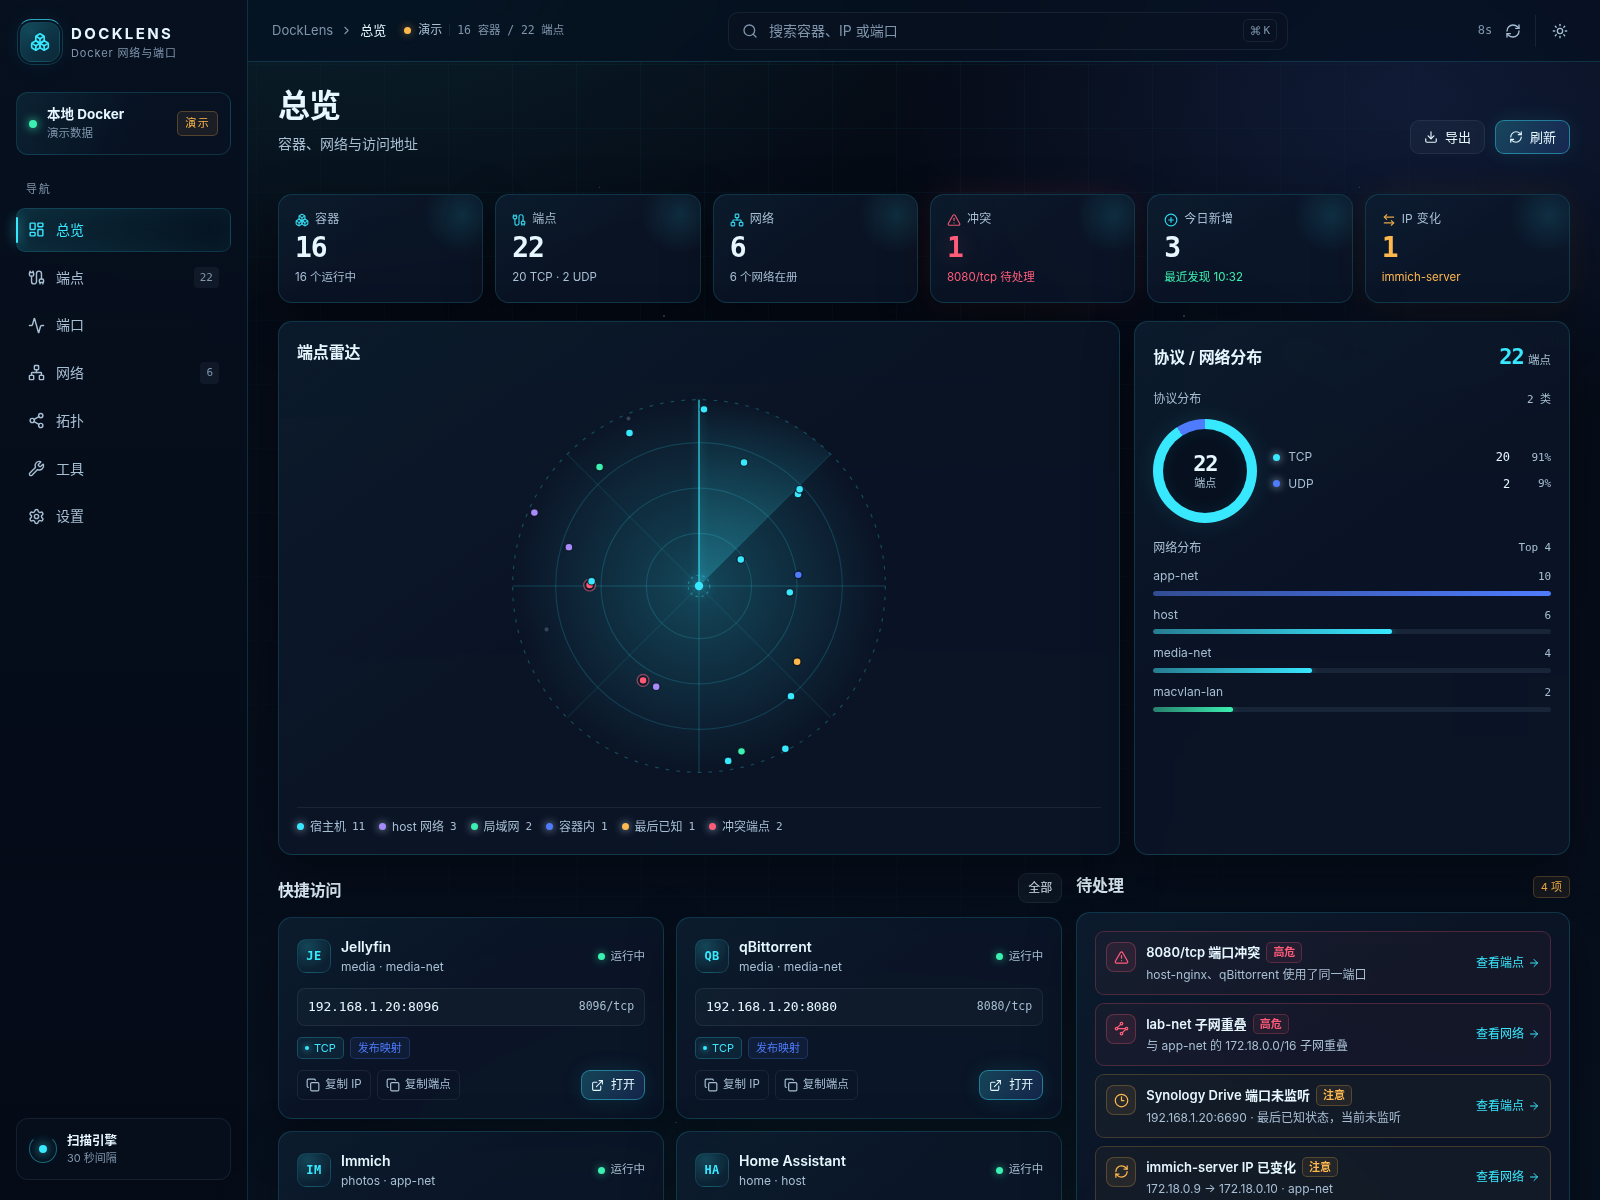 DOCKLENS
Docker 网络与端口
本地 Docker
演示数据
演示
导航
总览
端点 22
端口
网络 6
拓扑
工具
设置
扫描引擎
30 秒间隔
DockLens > 总览 演示 16 容器 / 22 端点
搜索容器、IP 或端口 ⌘K
8s
总览
容器、网络与访问地址
导出 刷新
容器
16
16 个运行中
端点
22
20 TCP · 2 UDP
网络
6
6 个网络在册
冲突
1
8080/tcp 待处理
今日新增
3
最近发现 10:32
IP 变化
1
immich-server
端点雷达
宿主机 11 host 网络 3 局域网 2 容器内 1 最后已知 1 冲突端点 2
协议 / 网络分布 22 端点
协议分布 2 类
22
端点
TCP 20 91%
UDP 2 9%
网络分布 Top 4
app-net 10
host 6
media-net 4
macvlan-lan 2
快捷访问 全部
JE Jellyfin 运行中
media · media-net
192.168.1.20:8096 8096/tcp
TCP 发布映射
复制 IP 复制端点 打开
QB qBittorrent 运行中
media · media-net
192.168.1.20:8080 8080/tcp
TCP 发布映射
复制 IP 复制端点 打开
IM Immich 运行中
photos · app-net
HA Home Assistant 运行中
home · host
待处理 4 项
8080/tcp 端口冲突 高危
host-nginx、qBittorrent 使用了同一端口
查看端点 →
lab-net 子网重叠 高危
与 app-net 的 172.18.0.0/16 子网重叠
查看网络 →
Synology Drive 端口未监听 注意
192.168.1.20:6690 · 最后已知状态，当前未监听
查看端点 →
immich-server IP 已变化 注意
172.18.0.9 → 172.18.0.10 · app-net
查看网络 →